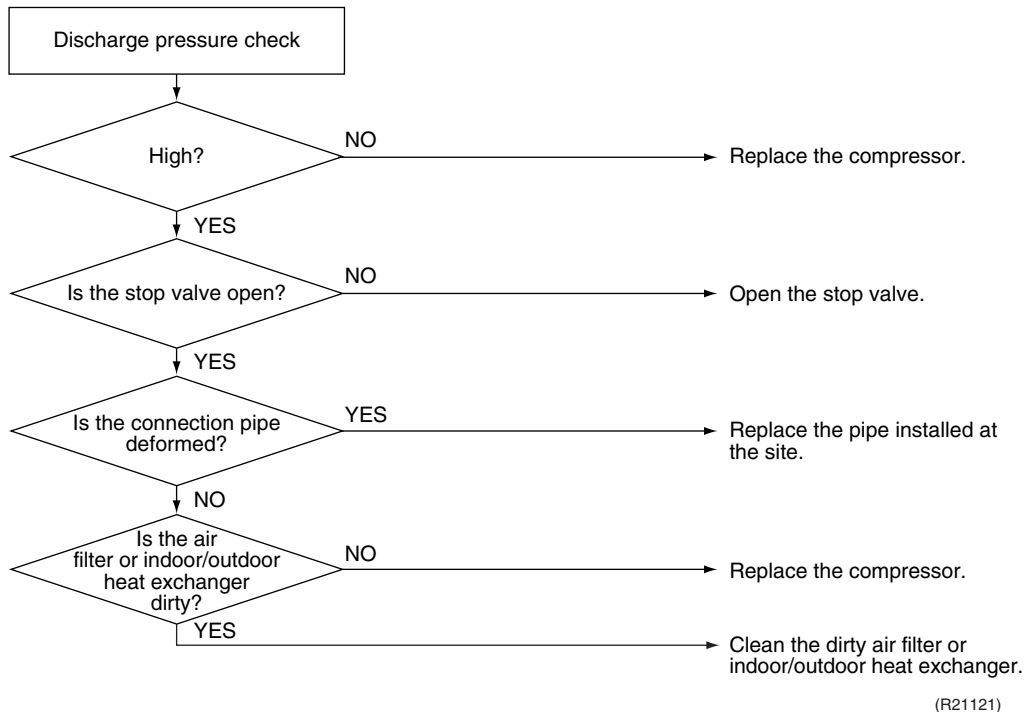 Discharge pressure check
High?
NO
Replace the compressor.
YES
Is the stop valve open?
NO
Open the stop valve.
YES
Is the connection pipe
deformed?
YES
Replace the pipe installed at
the site.
NO
Is the air
filter or indoor/outdoor
heat exchanger
dirty?
NO
Replace the compressor.
YES
Clean the dirty air filter or
indoor/outdoor heat exchanger.
(R21121)